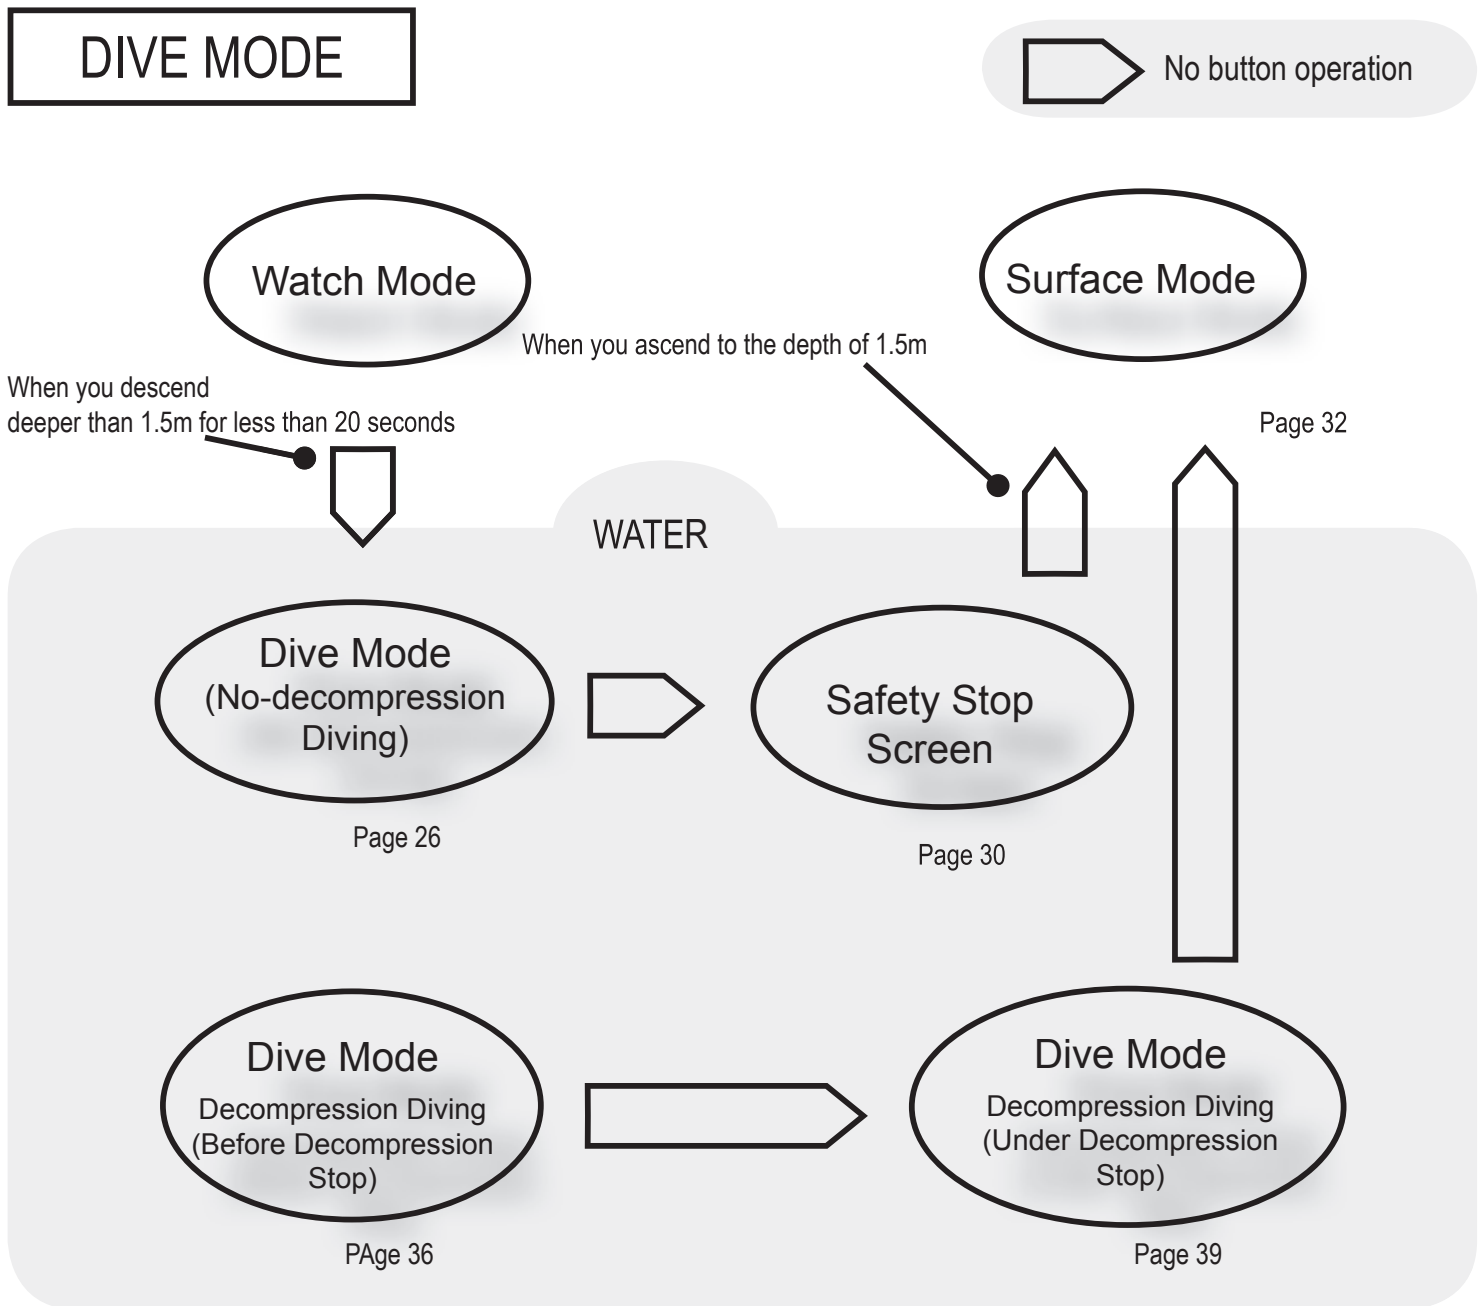 DIVE MODE
No button operation
Watch Mode
Surface Mode
When you ascend to the depth of 1.5m
When you descend
deeper than 1.5m for less than 20 seconds
Page 32
WATER
Dive Mode
(No-decompression
Diving)
Safety Stop
Screen
Page 26
Page 30
Dive Mode
Decompression Diving
(Before Decompression
Stop)
Dive Mode
Decompression Diving
(Under Decompression
Stop)
PAge 36
Page 39